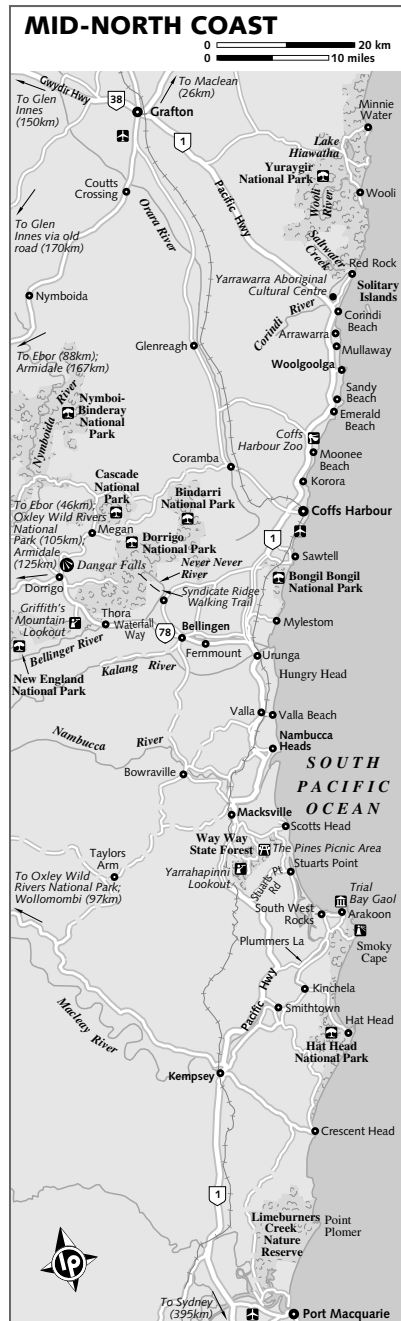 MID-NORTH COAST
0 20 km
0 10 miles
Gwydir Hwy
To Maclean
(26km)
To Glen
Innes
(150km)
38
Grafton
1
Minnie
Water
Lake
Hiawatha
Yuraygir
National Park
Wooli
River
Wooli
Coutts
Crossing
Pacific Hwy
Orara River
To Glen
Innes via old
road (170km)
Saltwater
Creek
Red Rock
Yarrawarra Aboriginal
Cultural Centre
Solitary
Islands
Nymboida
Corindi River
Corindi
Beach
Arrawarra
Mullaway
Glenreagh
To Ebor (88km);
Armidale (167km)
Woolgoolga
Sandy
Beach
Emerald
Beach
Nymboida River
Nymboi-
Binderay
National
Park
Coffs
Harbour Zoo
Moonee
Beach
Coramba
Korora
Cascade
National
Park
Bindarri
National Park
To Ebor (46km);
Oxley Wild Rivers
National
Park (105km);
Armidale
(125km)
Megan
Coffs Harbour
Dorrigo
National Park
1
Never Never
River
Sawtell
Dangar Falls
Bongil Bongil
National Park
Dorrigo
Syndicate Ridge
Walking Trail
Griffith's
Mountain
Lookout
Thora
Waterfall
Way
78
Bellingen
Mylestom
Bellinger River
Fernmount
Urunga
Kalang River
New England
National Park
Hungry Head
Valla
Valla Beach
Nambucca
River
Nambucca
Heads
SOUTH
PACIFIC
OCEAN
Bowraville
Macksville
Scotts Head
Way Way
State Forest
The Pines Picnic Area
Yarrahapinni
Lookout
Stuarts Pt
Rd
Stuarts Point
Taylors
Arm
To Oxley Wild
Rivers National Park;
Wollomombi (97km)
Trial
Bay Gaol
South West
Rocks
Arakoon
Plummers La
Smoky
Cape
Pacific Hwy
Kinchela
Macleay River
Smithtown
Hat Head
Hat Head
National Park
Kempsey
Crescent Head
1
Limeburners
Creek
Nature
Reserve
Point
Plomer
lp
To Sydney
(395km)
Port Macquarie